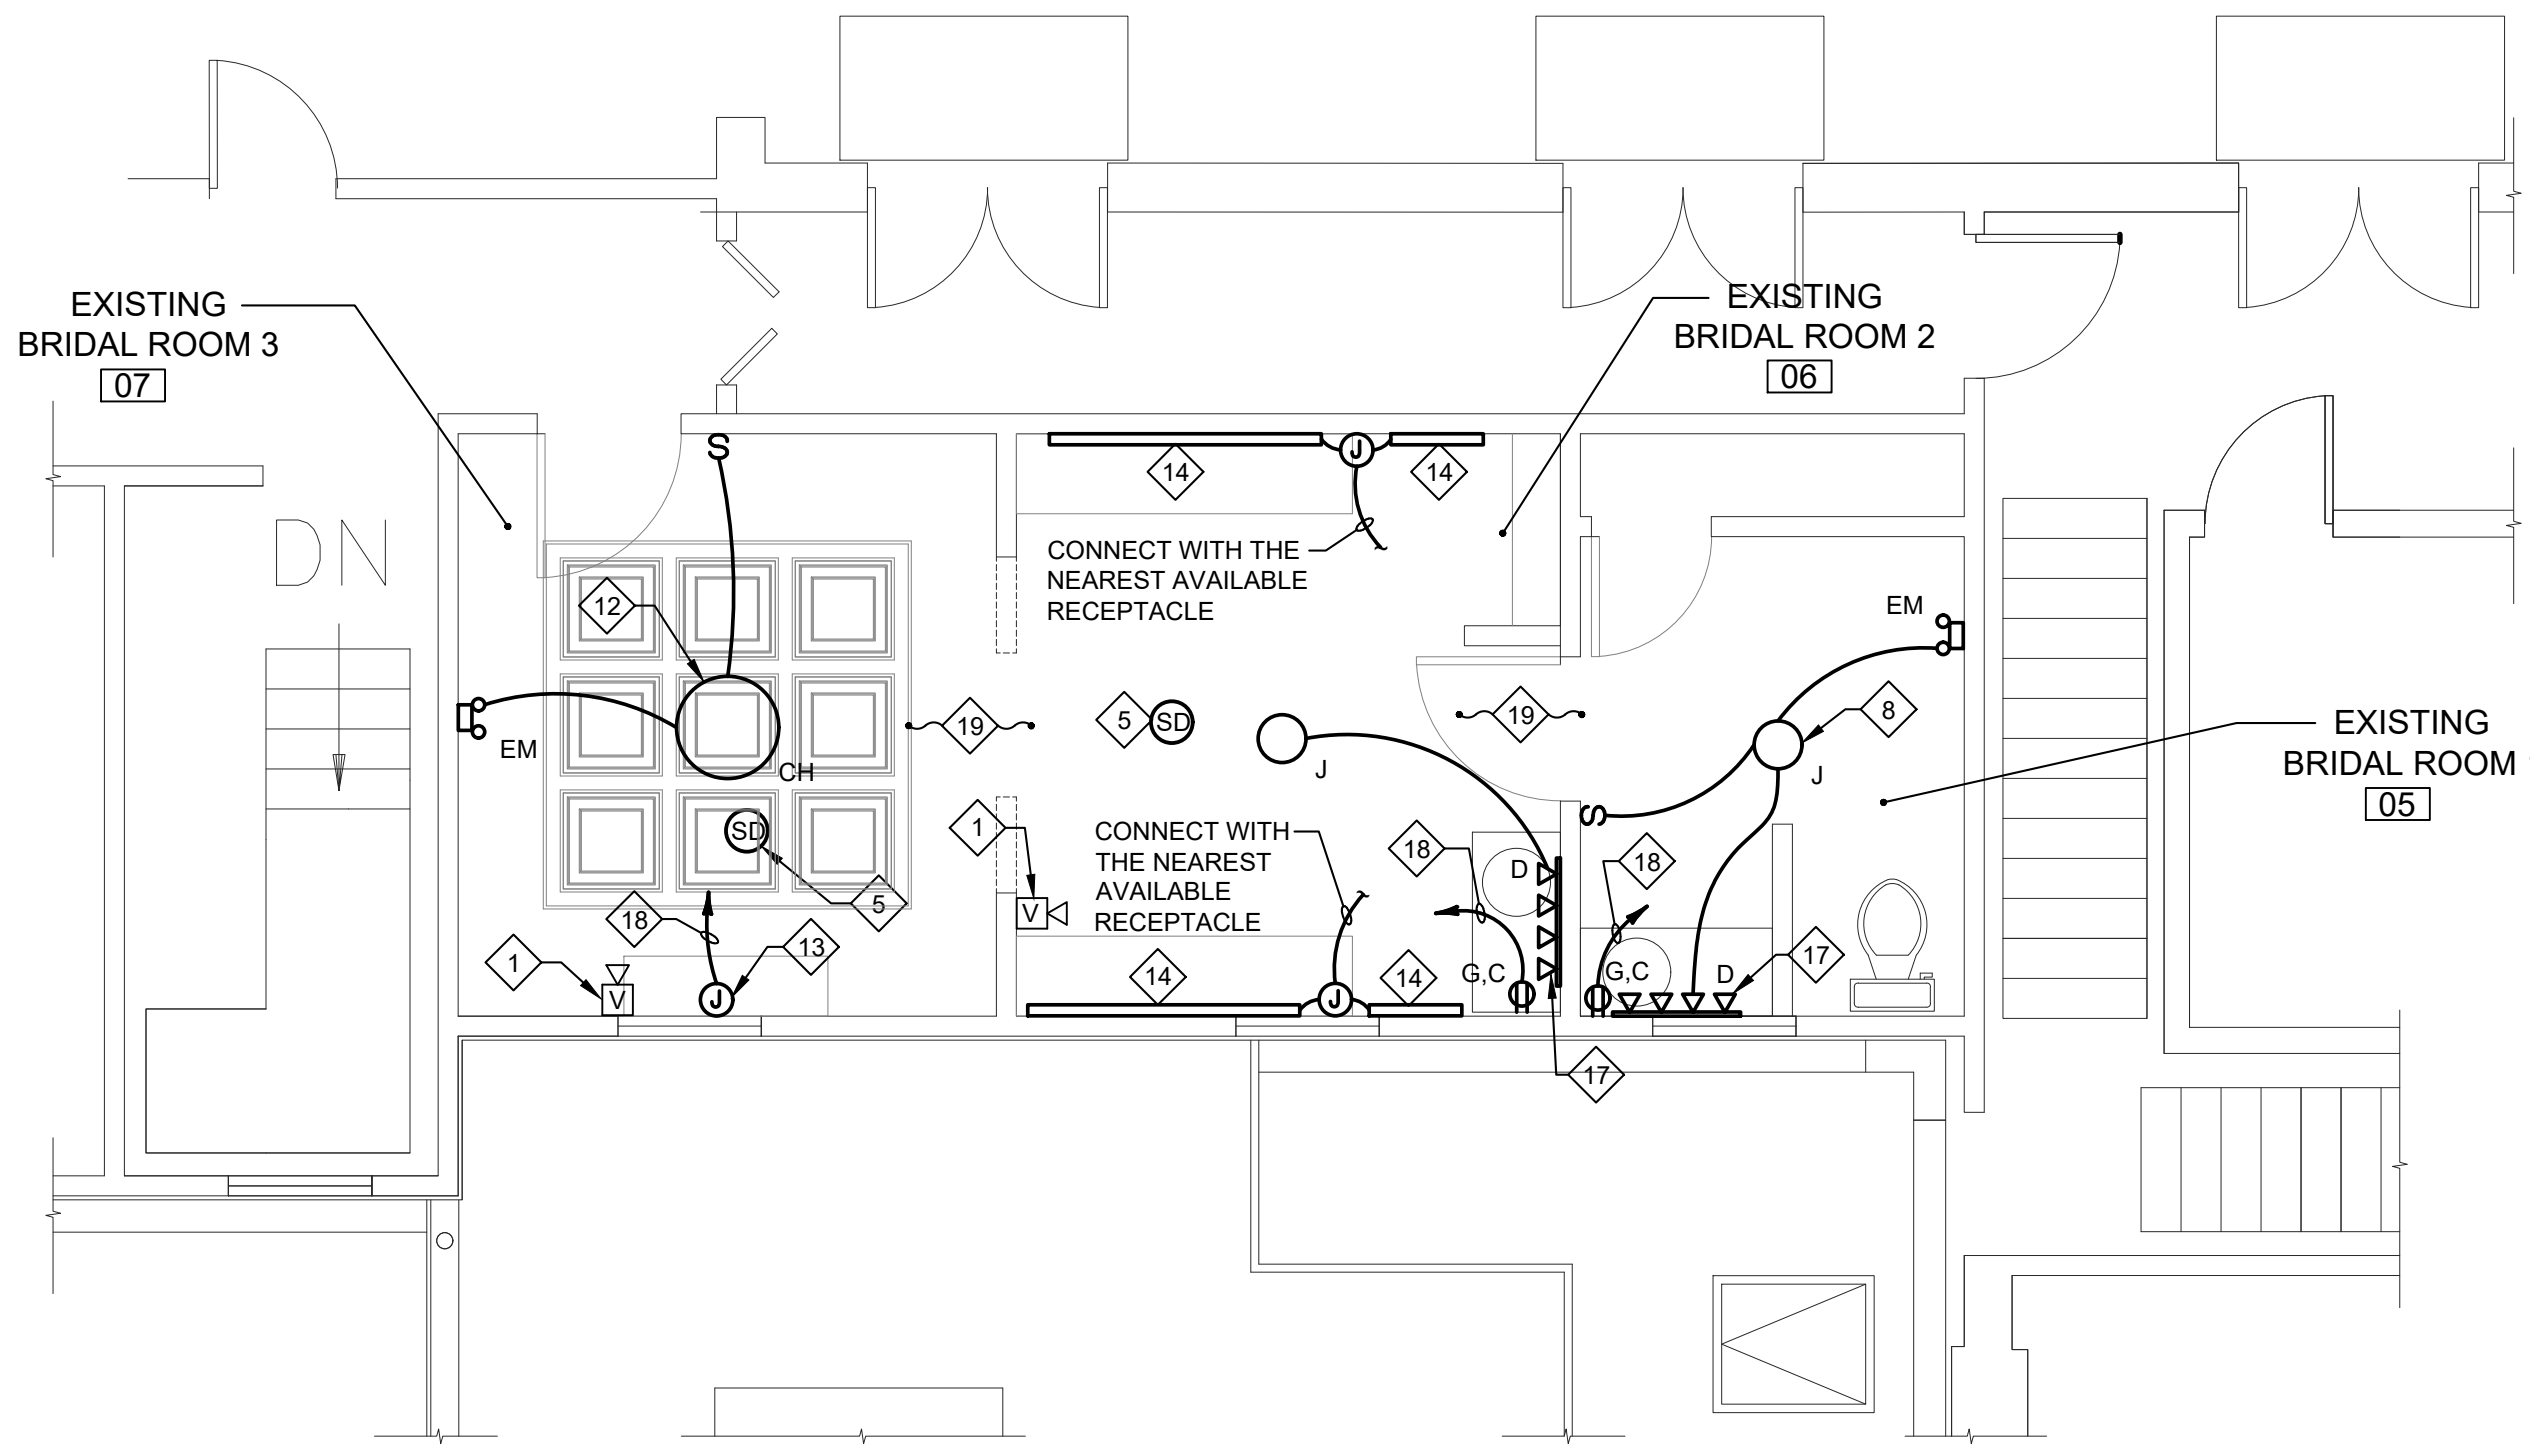 EXISTING
BRIDAL ROOM 3
07
EXISTING
BRIDAL ROOM 2
06
EXISTING
BRIDAL ROOM
05
DN
S
12
EM
CH
SD
5
18
13
1
V
J
19
14
J
14
CONNECT WITH THE
NEAREST AVAILABLE
RECEPTACLE
5
SD
J
1
V
CONNECT WITH
THE NEAREST
AVAILABLE
RECEPTACLE
14
J
14
18
D
G,C
17
19
EM
8
J
S
18
G,C
D
17